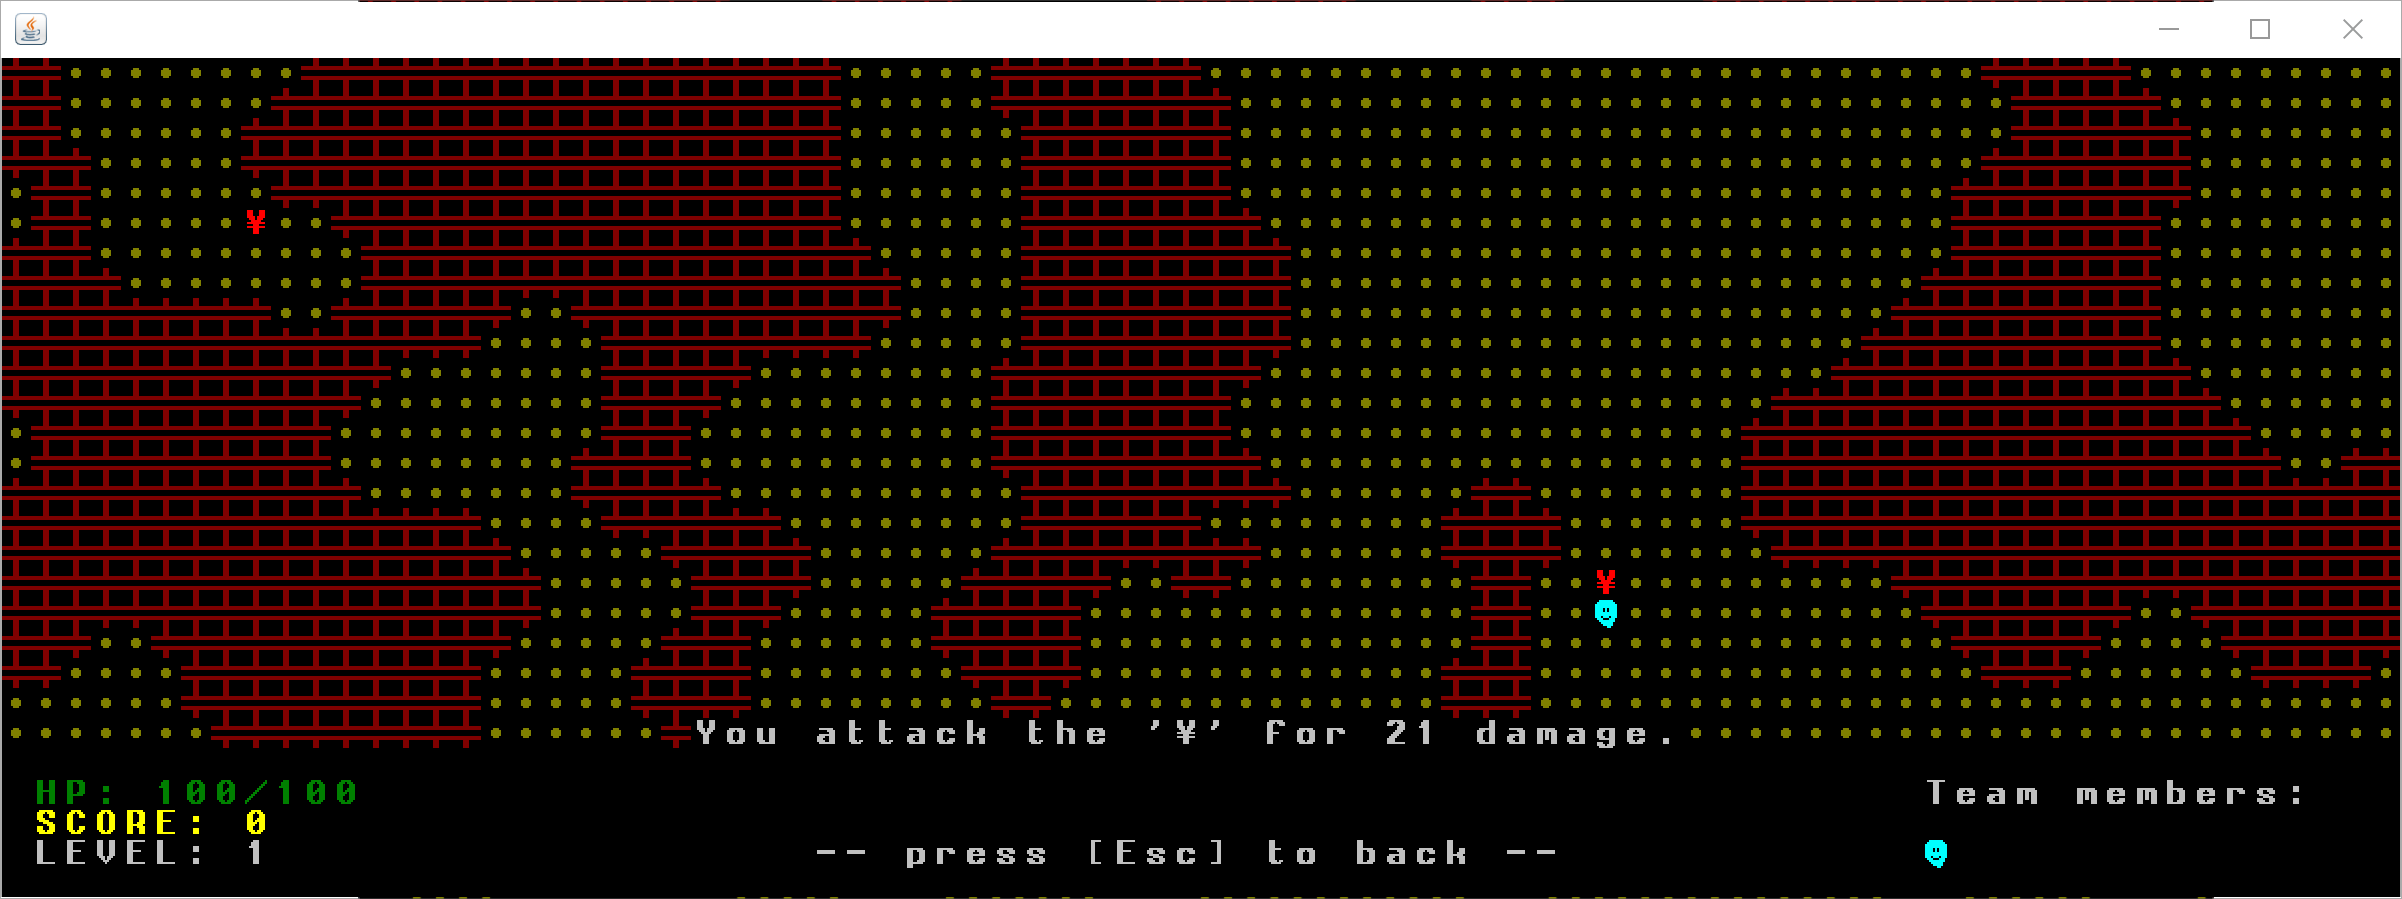 ¥
¥
You attack the '¥' for 21 damage.
HP: 100/100
Team members:
SCORE: 0
LEVEL: 1
-- press [Esc] to back --